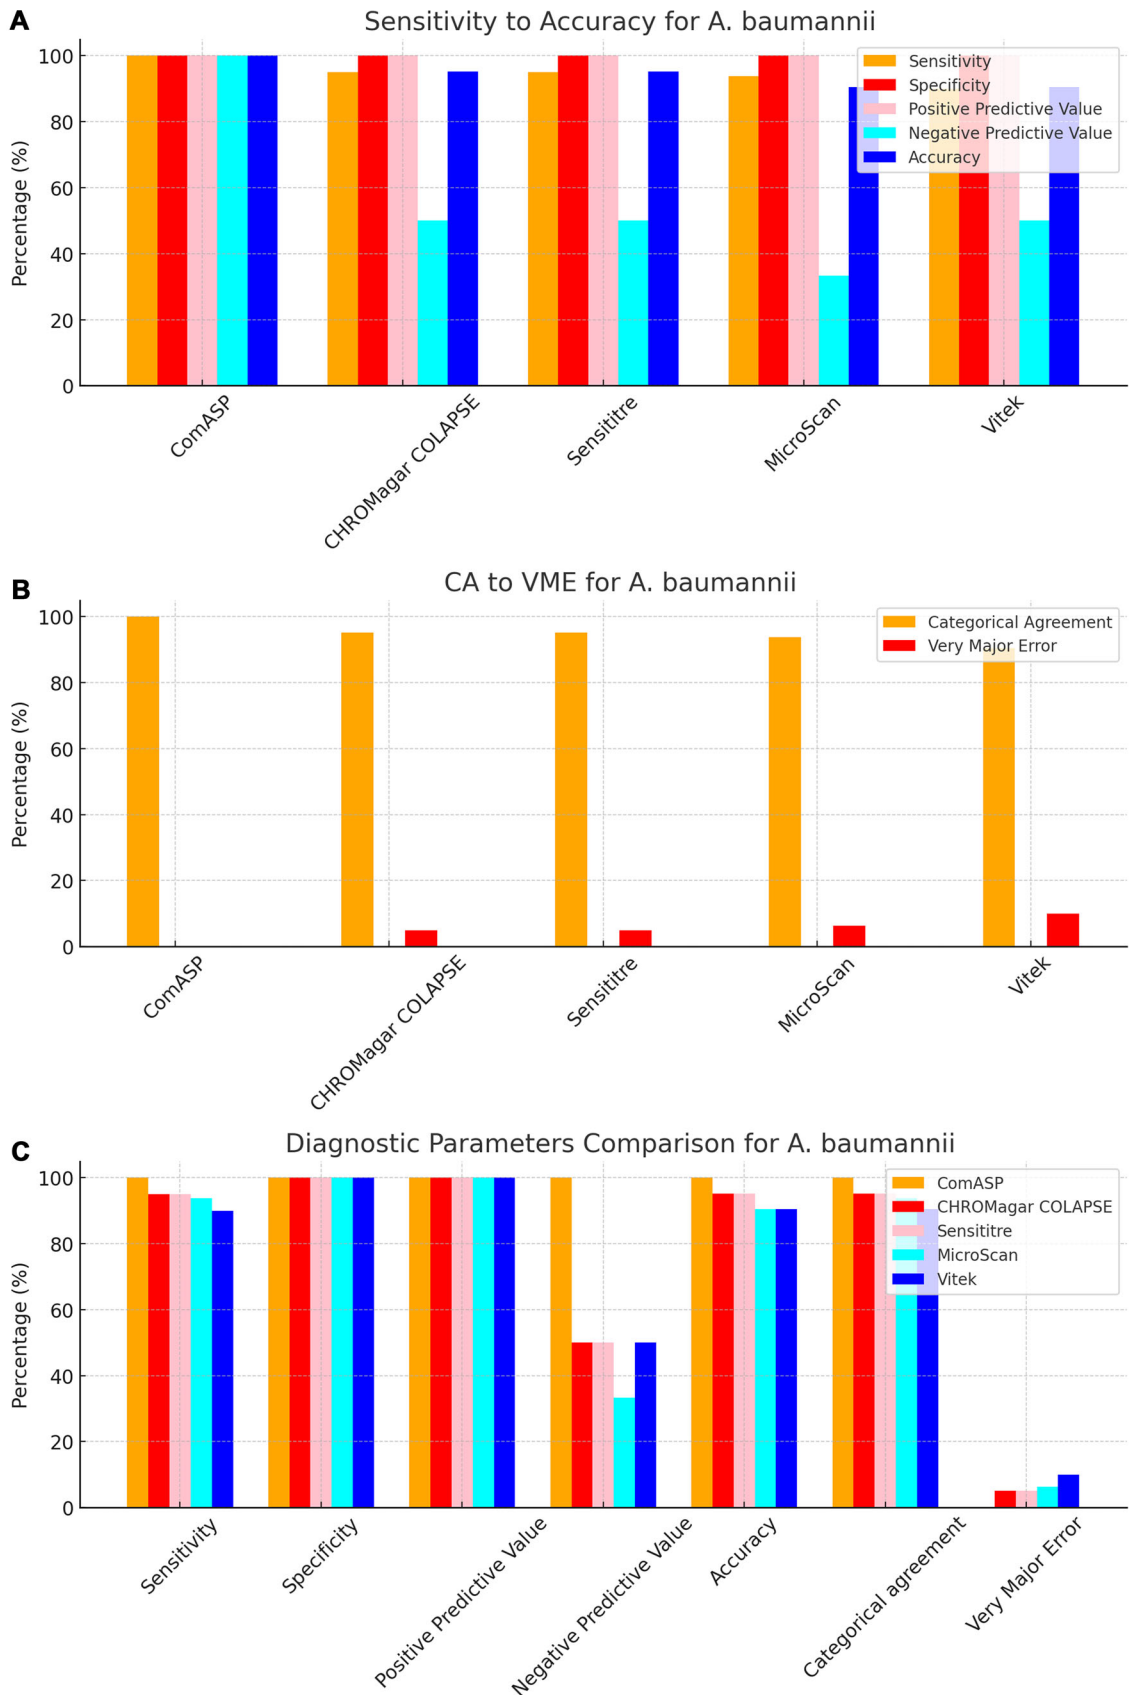 A
Sensitivity to Accuracy for A. baumannii
Percentage (%)
100
80
60
40
20
0
Sensitivity
Specificity
Positive Predictive Value
Negative Predictive Value
Accuracy
ComASP
CHROMagar COLAPSE
Sensititre
MicroScan
Vitek
B
CA to VME for A. baumannii
Percentage (%)
100
80
60
40
20
0
Categorical Agreement
Very Major Error
ComASP
CHROMagar COLAPSE
Sensititre
MicroScan
Vitek
C
Diagnostic Parameters Comparison for A. baumannii
Percentage (%)
100
80
60
40
20
0
ComASP
CHROMagar COLAPSE
Sensititre
MicroScan
Vitek
Sensitivity
Specificity
Positive Predictive Value
Negative Predictive Value
Accuracy
Categorical agreement
Very Major Error